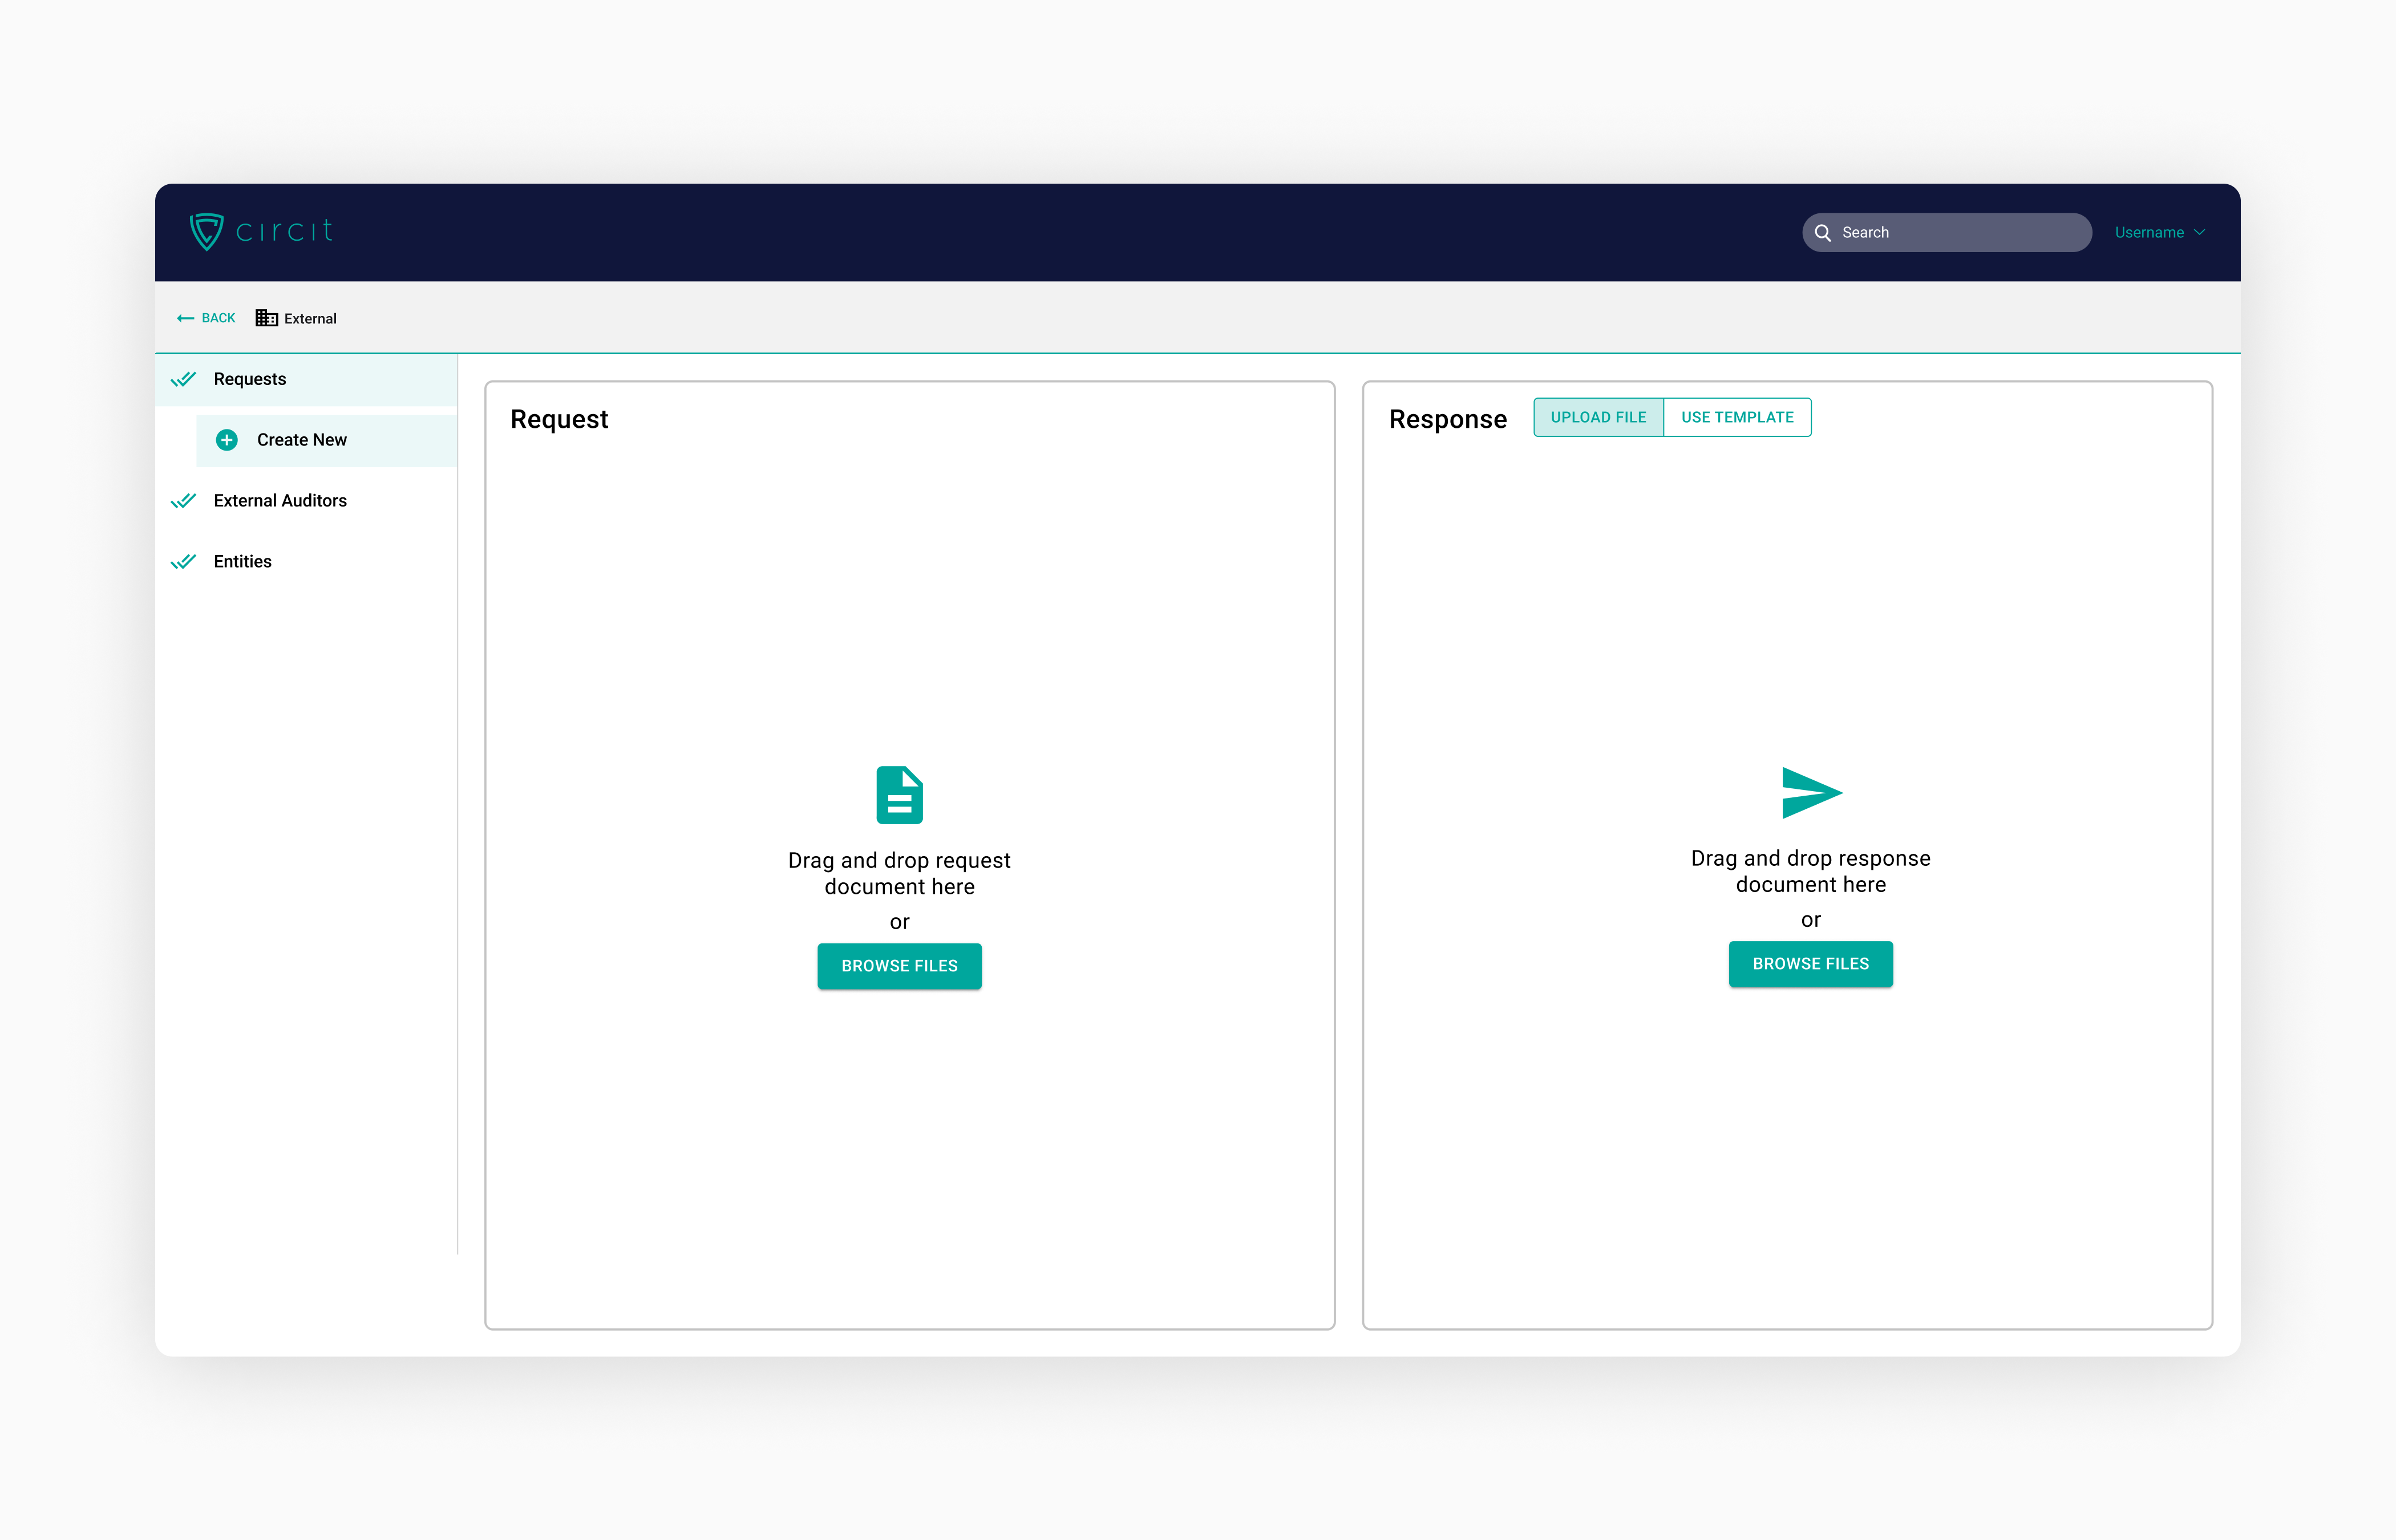 circit
Search
Username
BACK
External
Requests
Create New
External Auditors
Entities
Request
Drag and drop request
document here
or
BROWSE FILES
Response
UPLOAD FILE
USE TEMPLATE
Drag and drop response
document here
or
BROWSE FILES